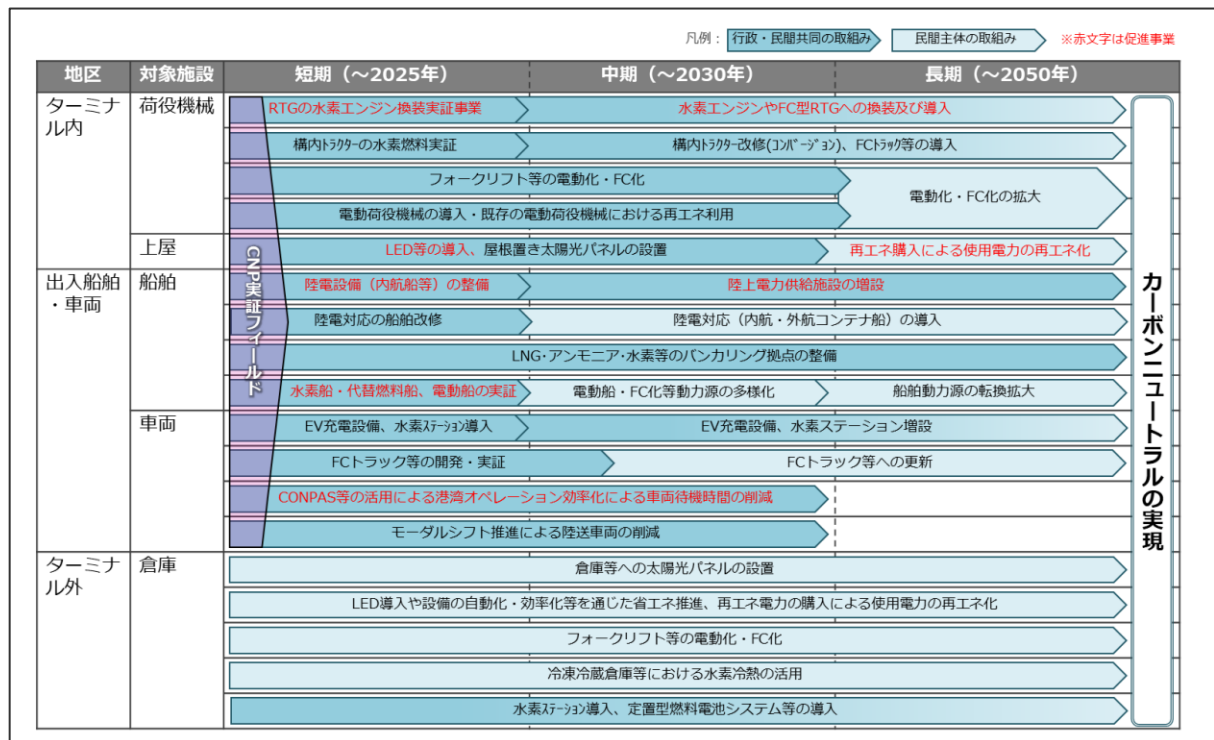 凡例： 行政・民間共同の取組み 民間主体の取組み ※赤文字は促進事業
地区 対象施設 短期（～2025年） 中期（～2030年） 長期（～2050年）
ターミナ
ル内
荷役機械
RTGの水素エンジン換装実証事業 水素エンジンやFC型RTGへの換装及び導入
構内ﾄﾗｸﾀｰの水素燃料実証 構内ﾄﾗｸﾀｰ改修(ｺﾝﾊﾞｰｼﾞｮﾝ)、FCﾄﾗｯｸ等の導入
フォークリフト等の電動化・FC化
電動荷役機械の導入・既存の電動荷役機械における再エネ利用
電動化・FC化の拡大
上屋
LED等の導入、屋根置き太陽光パネルの設置 再エネ購入による使用電力の再エネ化
出入船舶
・車両
船舶
陸電設備（内航船等）の整備 陸上電力供給施設の増設
陸電対応の船舶改修 陸電対応（内航・外航コンテナ船）の導入
LNG･アンモニア･水素等のバンカリング拠点の整備
水素船・代替燃料船、電動船の実証 電動船・FC化等動力源の多様化 船舶動力源の転換拡大
車両
EV充電設備、水素ｽﾃｰｼｮﾝ導入 EV充電設備、水素ステーション増設
FCトラック等の開発・実証 FCトラック等への更新
CONPAS等の活用による港湾オペレーション効率化による車両待機時間の削減
モーダルシフト推進による陸送車両の削減
ターミナ
ル外
倉庫
倉庫等への太陽光パネルの設置
LED導入や設備の自動化・効率化等を通じた省エネ推進、再エネ電力の購入による使用電力の再エネ化
フォークリフト等の電動化・FC化
冷凍冷蔵倉庫等における水素冷熱の活用
水素ｽﾃｰｼｮﾝ導入、定置型燃料電池システム等の導入
CNP実証フィールド
カーボンニュートラルの実現